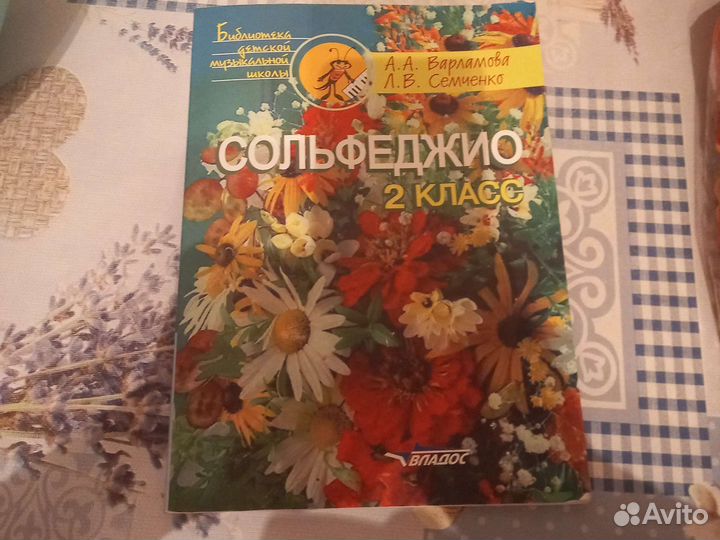 Библиотека
детской
музыкальной
школы
А.А. Варламова
Л.В. Семченко
СОЛЬФЕДЖИО
2 КЛАСС
ВЛАДОС
Avito